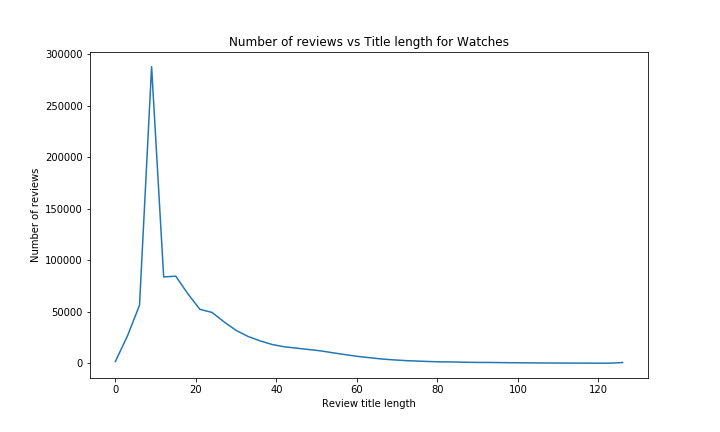 Number of reviews vs Title length for Watches
300000
250000
200000
150000
100000
50000
0
Number of reviews
0 20 40 60 80 100 120
Review title length